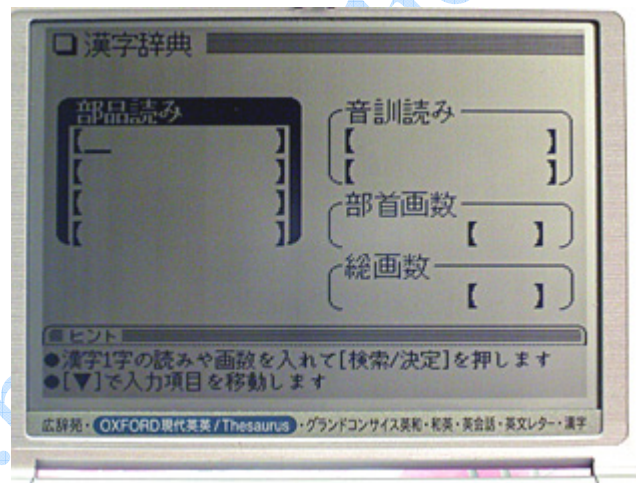 漢字辞典
部品読み
【 】
【 】
【 】
【 】
音訓読み
【 】
【 】
部首画数
【 】
総画数
【 】
ヒント
●漢字1字の読みや画数を入れて[検索/決定]を押します
●[▼]で入力項目を移動します
広辞苑・OXFORD現代英英/Thesaurus・グランドコンサイス英和・和英・英会話・英文レター・漢字